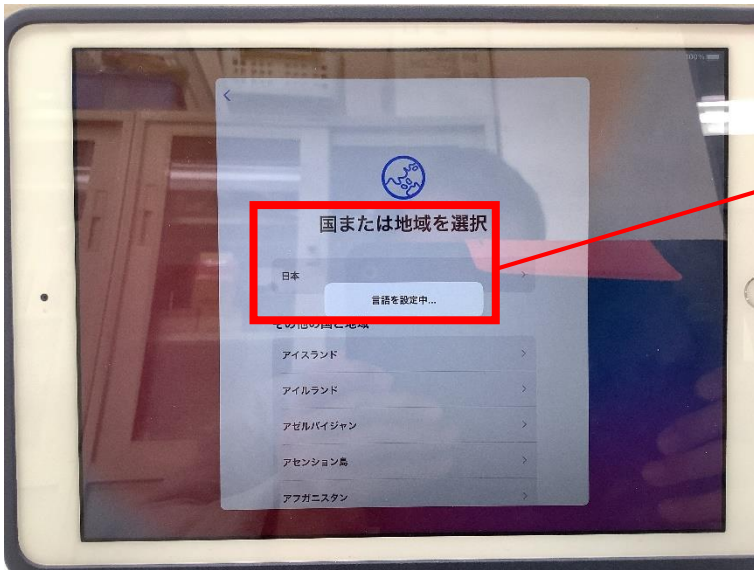 100%
国または地域を選択
日本
言語を設定中...
その他の国と地域
アイスランド
アイルランド
アゼルバイジャン
アセンション島
アフガニスタン